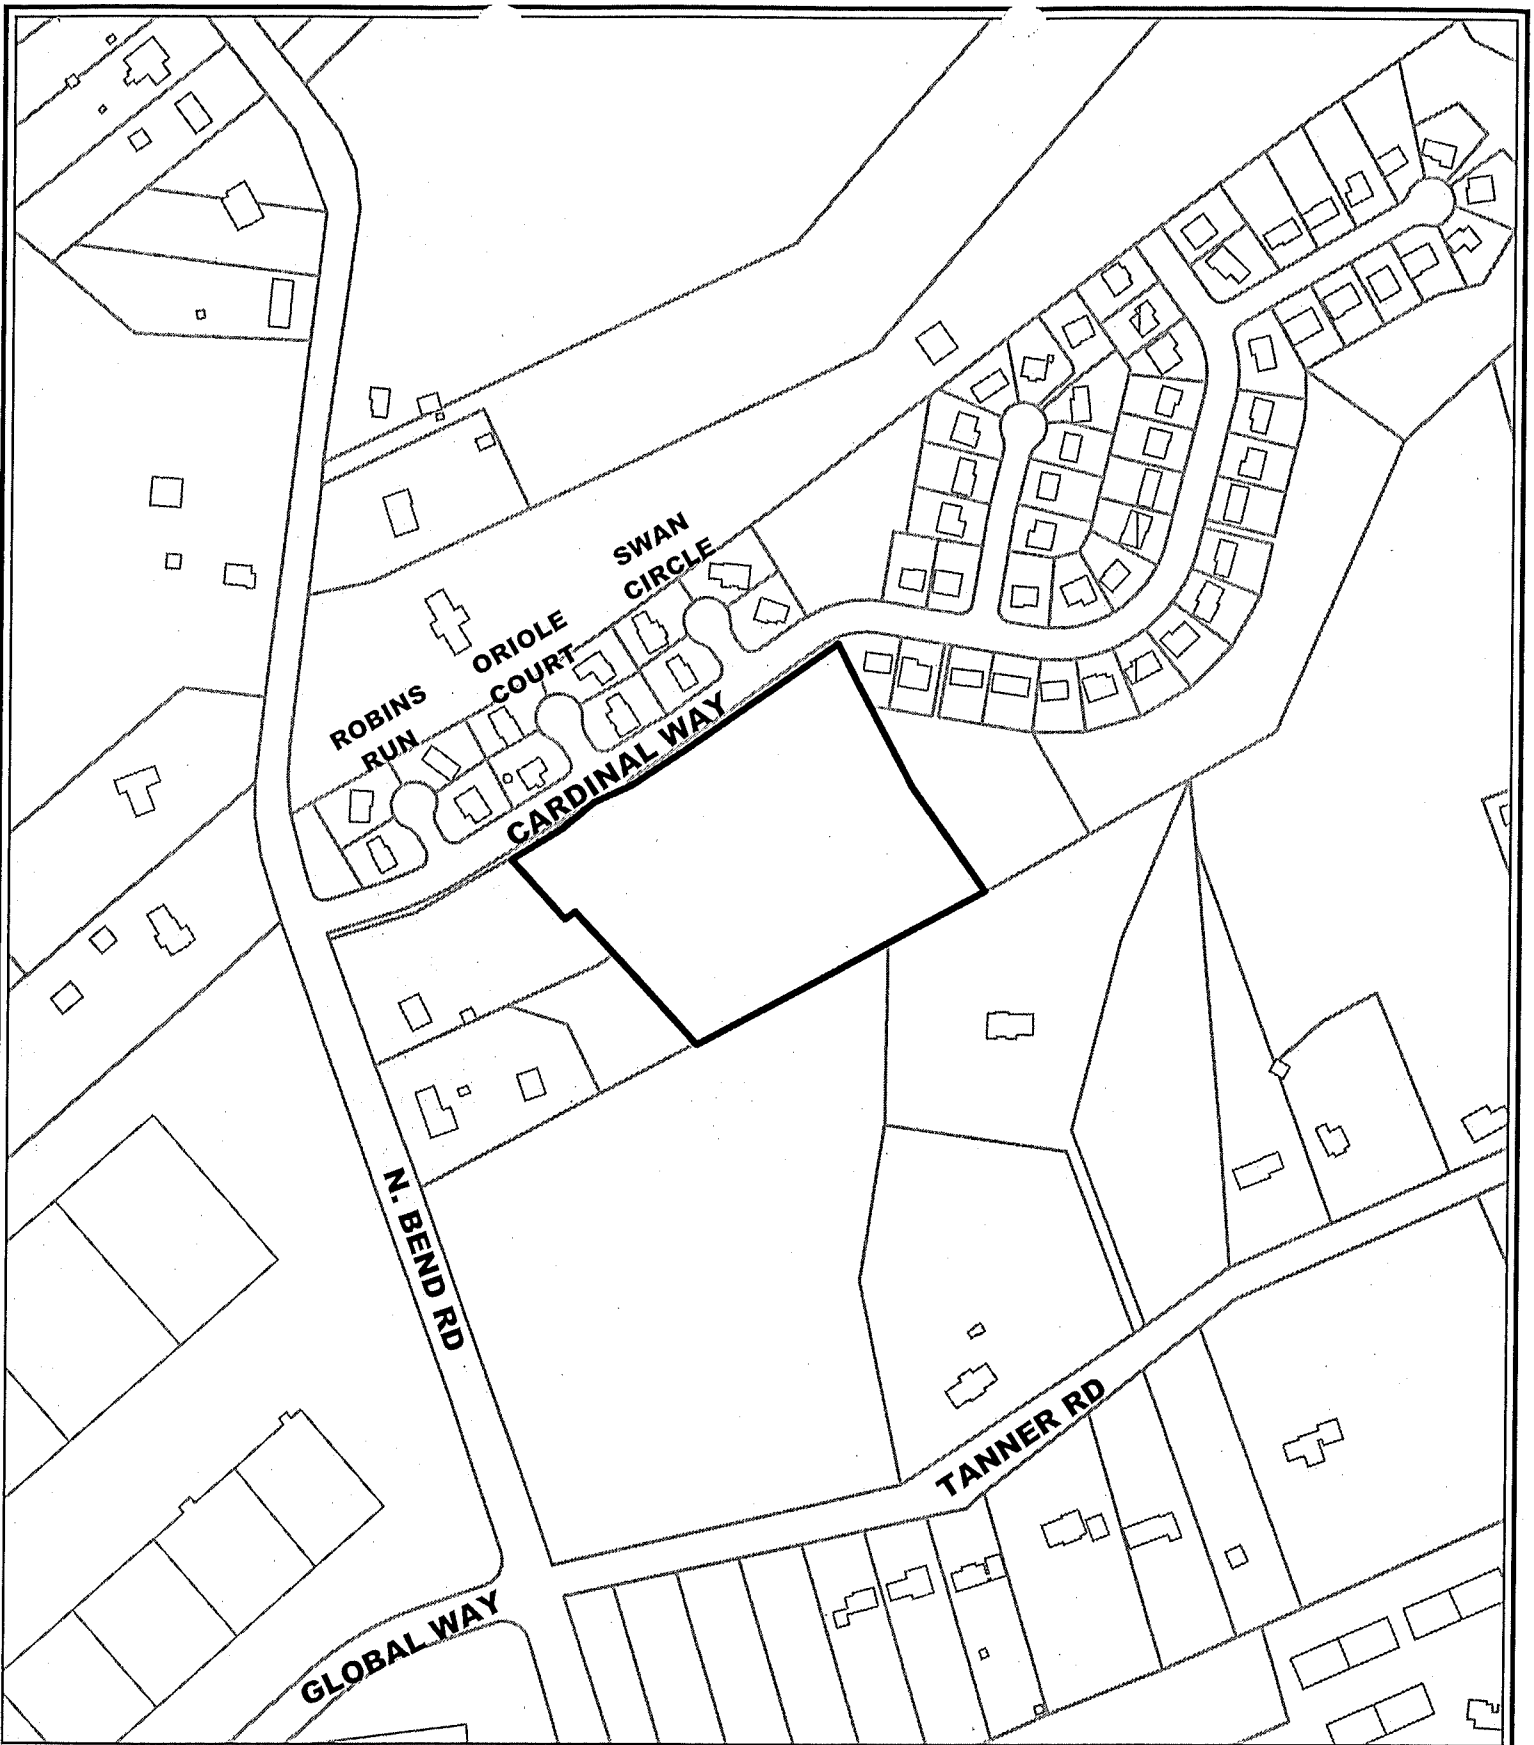 SWAN
CIRCLE
ORIOLE
COURT
ROBINS
RUN
CARDINAL WAY
N. BEND RD
TANNER RD
GLOBAL WAY